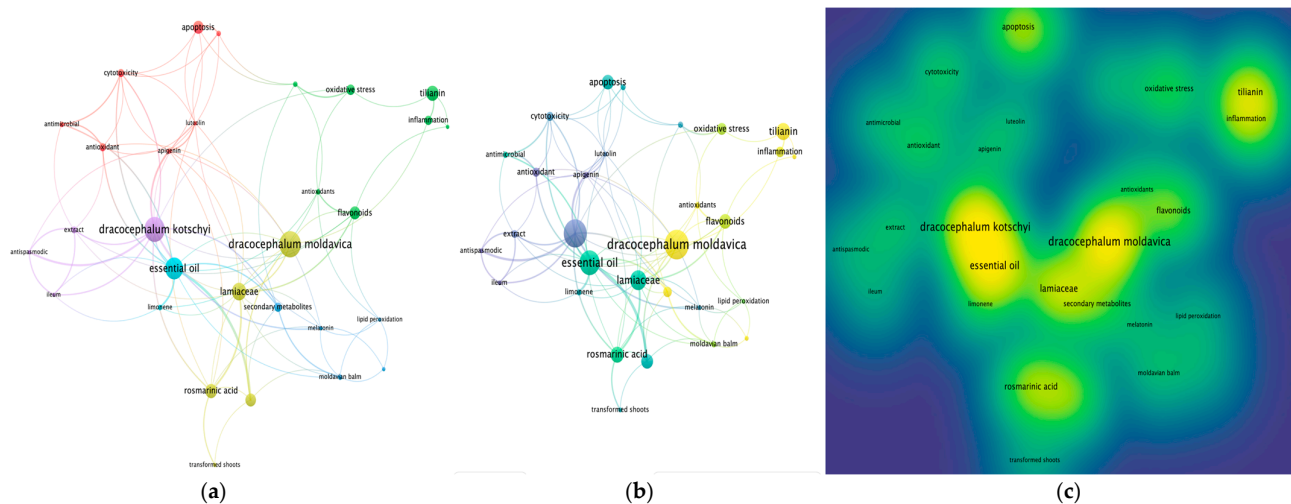 apoptosis
cytotoxicity
oxidative stress
tilianin
inflammation
antimicrobial
luteolin
antioxidant
apigenin
antioxidants
flavonoids
dracocephalum kotschyi
extract
dracocephalum moldavica
antispasmodic
essential oil
ileum
lamiaceae
limonene
secondary metabolites
lipid peroxidation
melatonin
moldavian balm
rosmarinic acid
transformed shoots
(a)
apoptosis
cytotoxicity
oxidative stress
tilianin
inflammation
antimicrobial
luteolin
antioxidant
apigenin
antioxidants
flavonoids
extract
dracocephalum moldavica
antispasmodic
essential oil
ileum
lamiaceae
limonene
lipid peroxidation
melatonin
moldavian balm
rosmarinic acid
transformed shoots
(b)
apoptosis
cytotoxicity
oxidative stress
tilianin
inflammation
antimicrobial
luteolin
antioxidant
apigenin
antioxidants
flavonoids
dracocephalum kotschyi
extract
dracocephalum moldavica
antispasmodic
essential oil
ileum
lamiaceae
limonene
secondary metabolites
lipid peroxidation
melatonin
moldavian balm
rosmarinic acid
transformed shoots
(c)